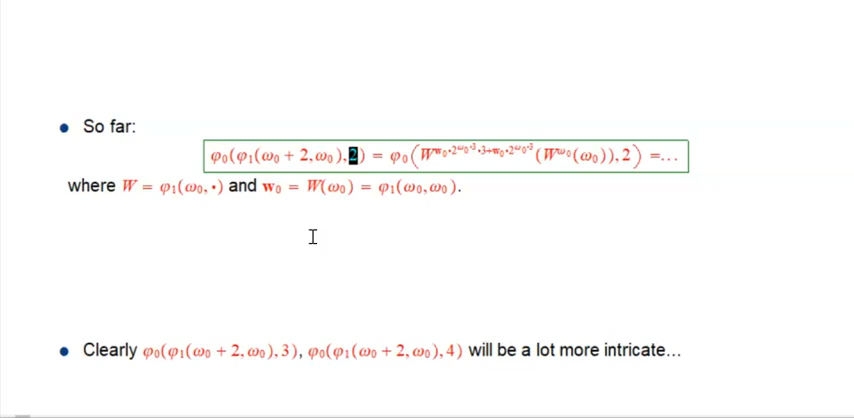 • So far:
φ₀(φ₁(ω₀ + 2, ω₀), 2) = φ₀(W^{w₀·2^{ω₀·3}·3+w₀·2^{ω₀·3}}(W^{ω₀}(ω₀)), 2) =...
where W = φ₁(ω₀, •) and w₀ = W(ω₀) = φ₁(ω₀, ω₀).
• Clearly φ₀(φ₁(ω₀ + 2, ω₀), 3), φ₀(φ₁(ω₀ + 2, ω₀), 4) will be a lot more intricate...